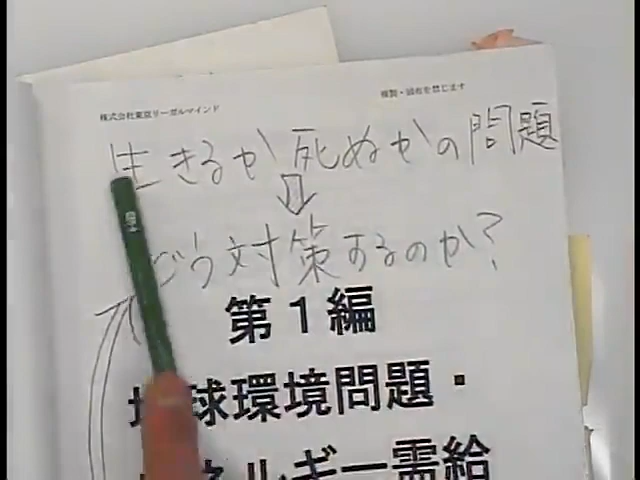 株式会社東京リーガルマインド
複製・頒布を禁じます
生きるか死ぬかの問題
どう対策するのか?
第1編
地球環境問題・
ネルギー需給